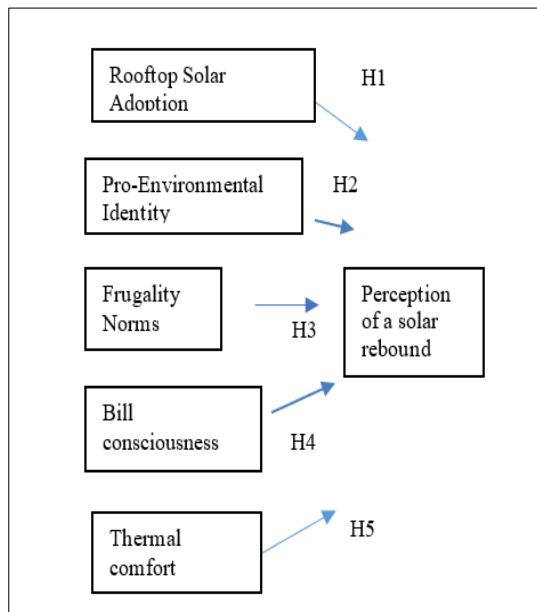 Rooftop Solar
Adoption
H1
Pro-Environmental
Identity
H2
Frugality
Norms
H3
Perception
of a solar
rebound
Bill
consciousness
H4
Thermal
comfort
H5